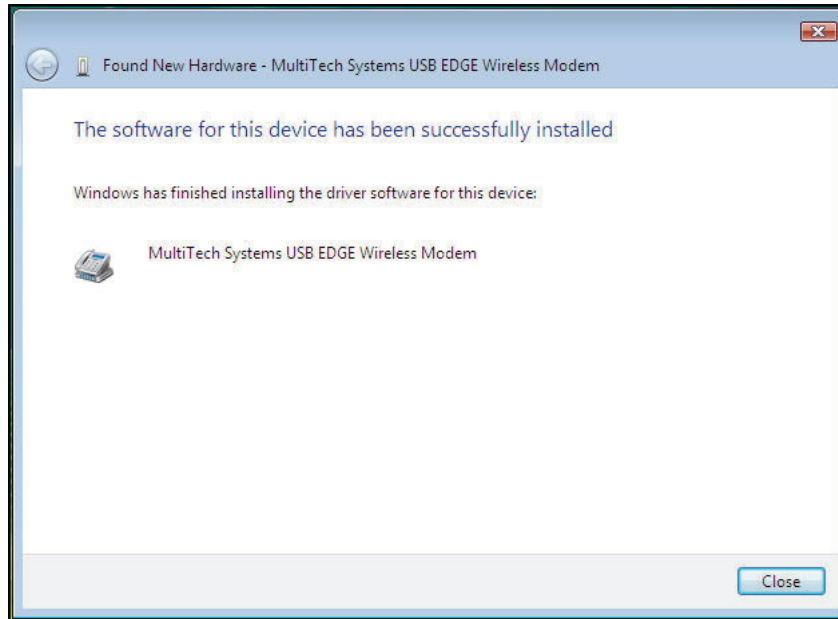 Found New Hardware - MultiTech Systems USB EDGE Wireless Modem
The software for this device has been successfully installed
Windows has finished installing the driver software for this device:
MultiTech Systems USB EDGE Wireless Modem
Close